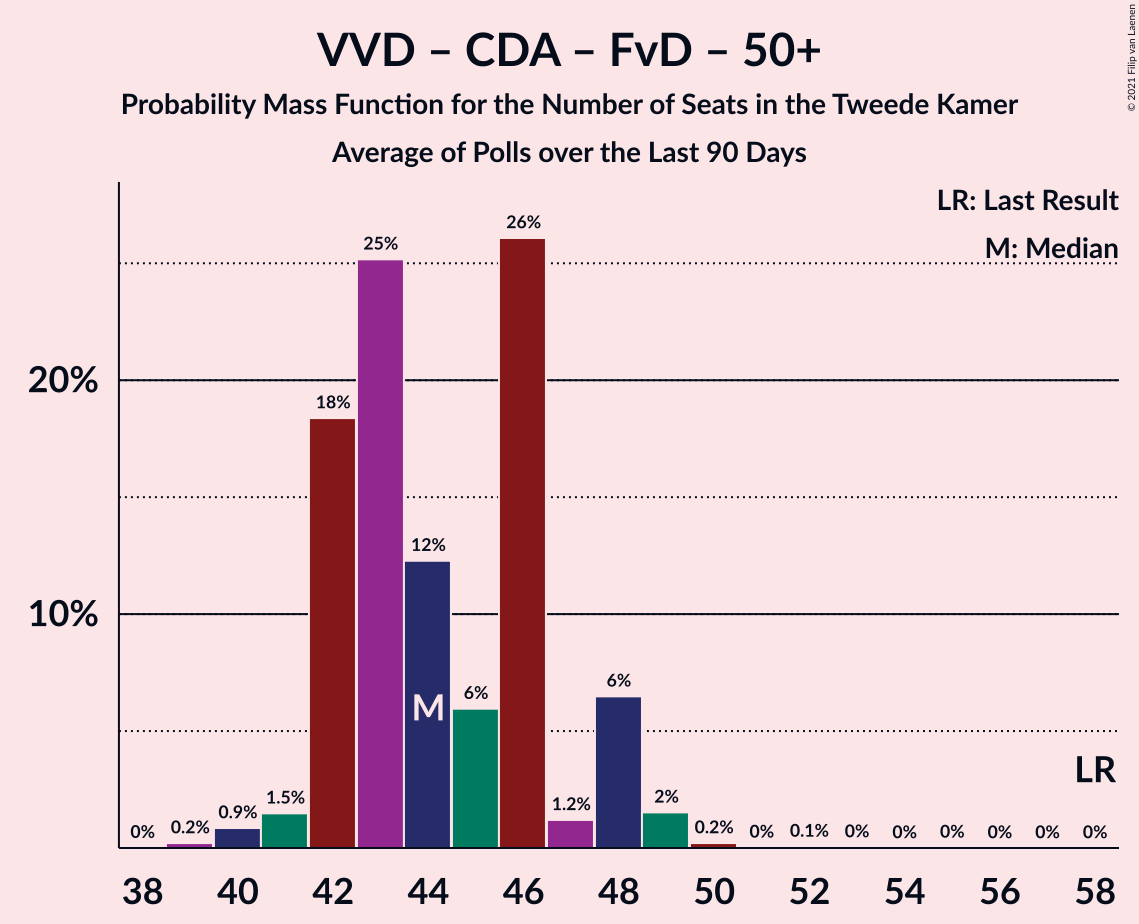 VVD – CDA – FvD – 50+
Probability Mass Function for the Number of Seats in the Tweede Kamer
Average of Polls over the Last 90 Days
© 2021 Filip van Laenen
LR: Last Result
M: Median
20%
10%
0%
0.2%
0.9%
1.5%
18%
25%
12%
6%
26%
1.2%
6%
2%
0.2%
0%
0.1%
0%
0%
0%
0%
0%
0%
M
LR
38 40 42 44 46 48 50 52 54 56 58